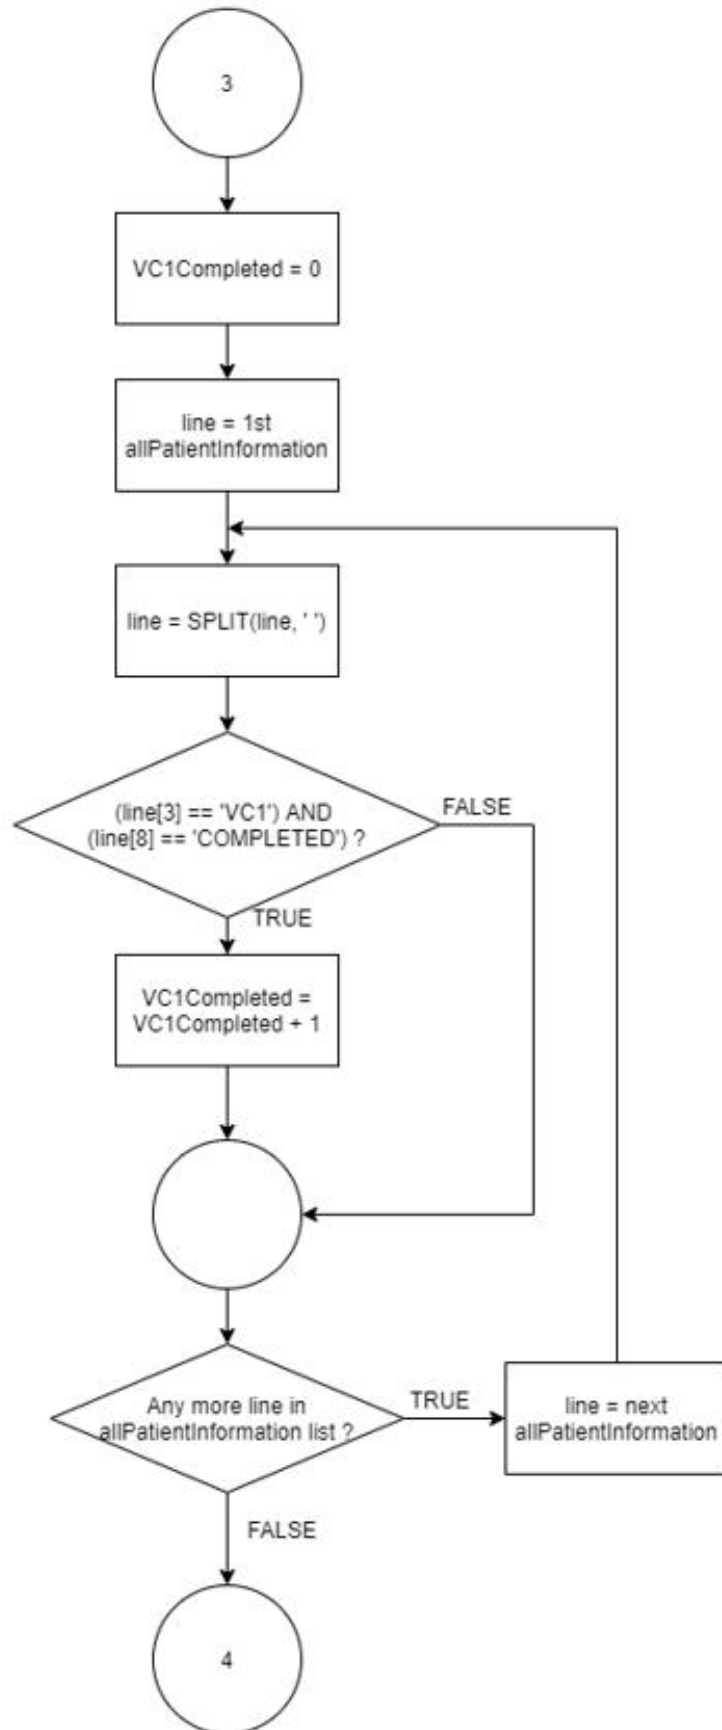 3
VC1Completed = 0
line = 1st
allPatientInformation
line = SPLIT(line, ' ')
(line[3] == 'VC1') AND
(line[8] == 'COMPLETED') ?
FALSE
TRUE
VC1Completed =
VC1Completed + 1
Any more line in
allPatientInformation list ?
TRUE
line = next
allPatientInformation
FALSE
4